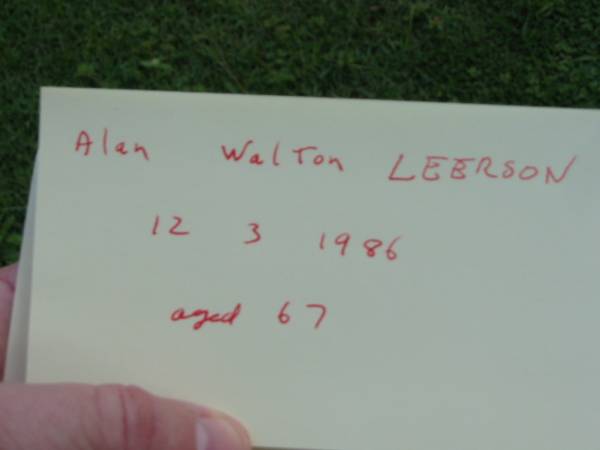 Alan Walton LEERSON
12 3 1986
aged 67